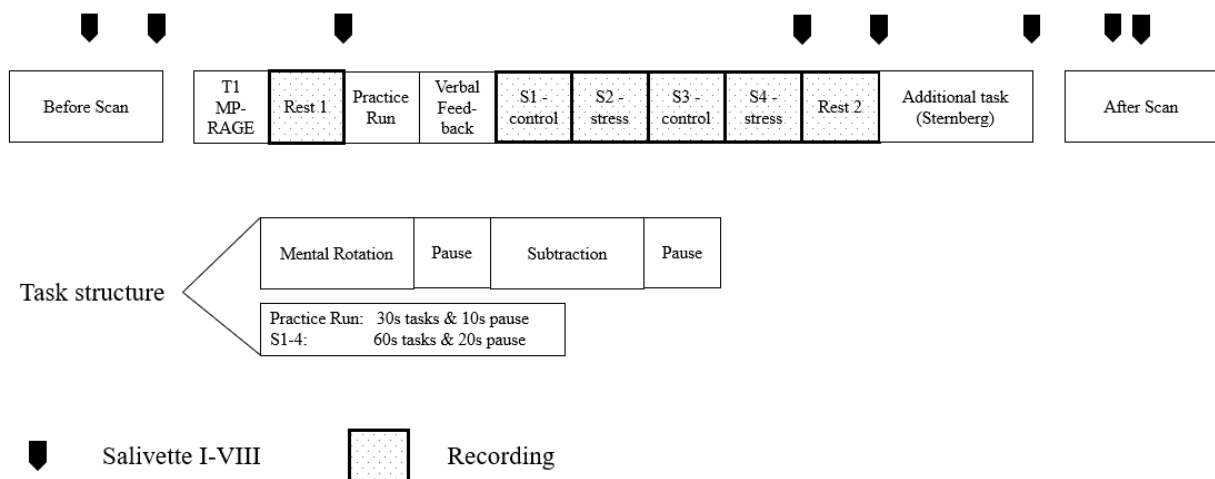 Before Scan
T1
MP-
RAGE
Rest 1
Practice
Run
Verbal
Feed-
back
S1 -
control
S2 -
stress
S3 -
control
S4 -
stress
Rest 2
Additional task
(Sternberg)
After Scan
Task structure
Mental Rotation
Pause
Subtraction
Pause
Practice Run: 30s tasks & 10s pause
S1-4: 60s tasks & 20s pause
Salivette I-VIII
Recording